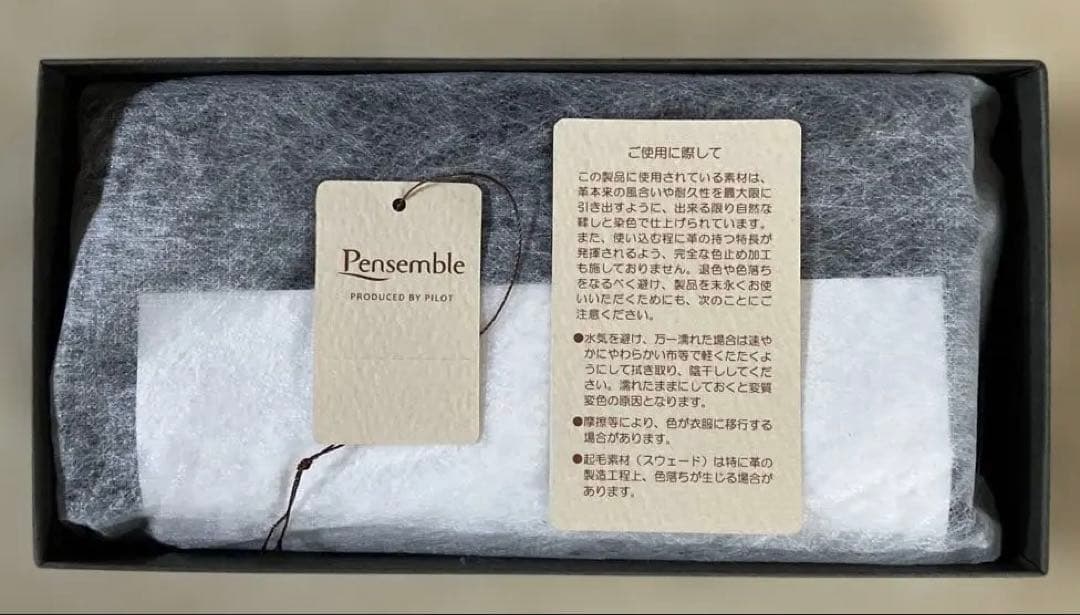 Pensemble
PRODUCED BY PILOT
ご使用に際して
この製品に使用されている素材は、
革本来の風合いや耐久性を最大限に
引き出すように、出来る限り自然な
鞣しと染色で仕上げられています。
また、使い込む程に革の持つ特長が
発揮されるよう、完全な色止め加工
も施しておりません。退色や色落ち
をなるべく避け、製品を末永くお使
いいただくためにも、次のことにご
注意ください。
●水気を避け、万一濡れた場合は速や
かにやわらかい布等で軽くたたくよ
うにして拭き取り、陰干ししてくだ
さい。濡れたままにしておくと変質
変色の原因となります。
●摩擦等により、色が衣服に移行する
場合があります。
●起毛素材（スウェード）は特に革の
製造工程上、色落ちが生じる場合が
あります。